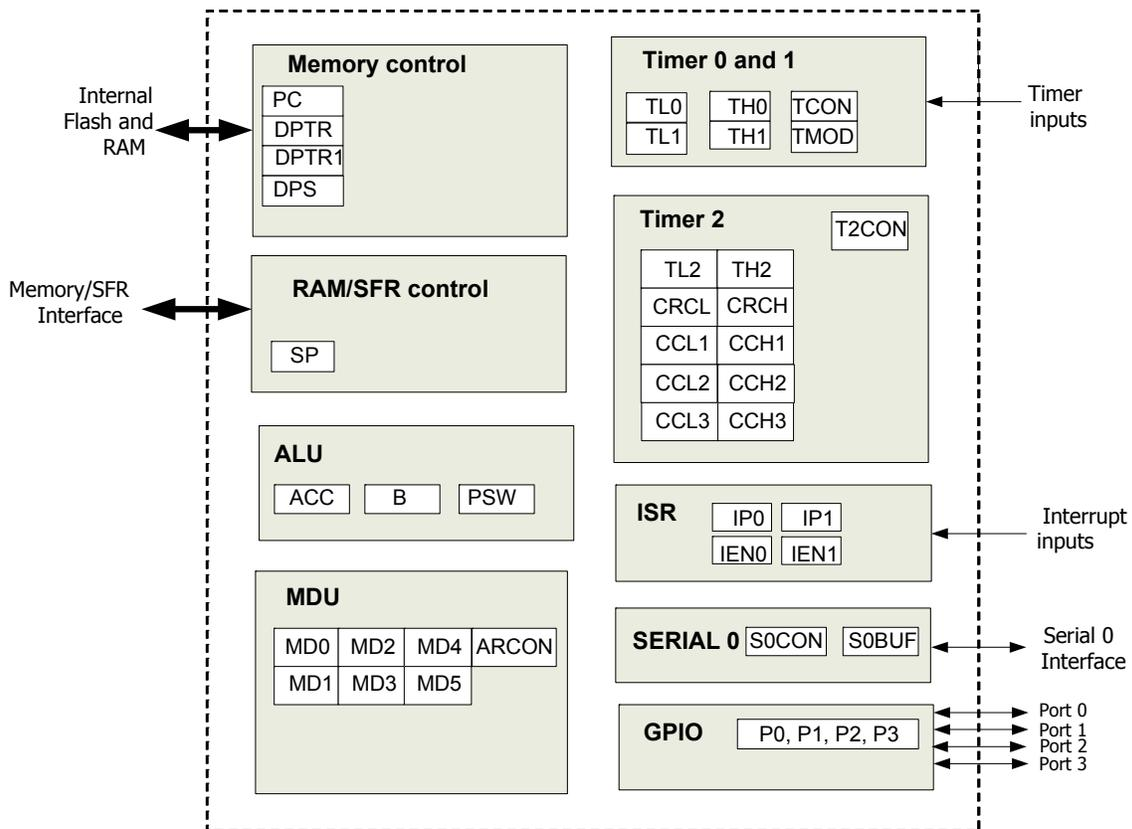 Memory control
PC
DPTR
DPTR1
DPS
Internal
Flash and
RAM
RAM/SFR control
SP
Memory/SFR
Interface
ALU
ACC B PSW
MDU
MD0 MD2 MD4 ARCON
MD1 MD3 MD5
Timer 0 and 1
TL0 TH0 TCON
TL1 TH1 TMOD
Timer
inputs
Timer 2
T2CON
TL2 TH2
CRCL CRCH
CCL1 CCH1
CCL2 CCH2
CCL3 CCH3
ISR
IP0 IP1
IEN0 IEN1
Interrupt
inputs
SERIAL 0 S0CON S0BUF
Serial 0
Interface
GPIO P0, P1, P2, P3
Port 0
Port 1
Port 2
Port 3